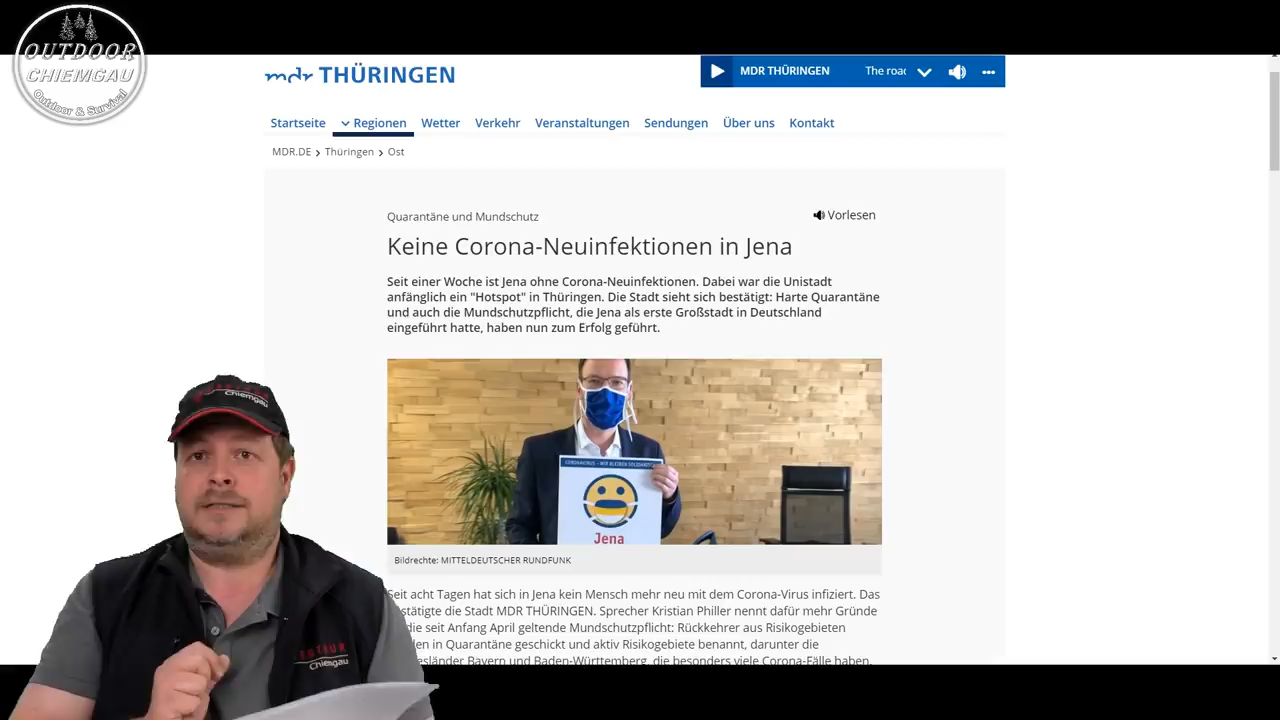 OUTDOOR
CHIEMGAU
Outdoor & Survival
mdr THÜRINGEN
MDR THÜRINGEN
The road
Startseite
Regionen
Wetter
Verkehr
Veranstaltungen
Sendungen
Über uns
Kontakt
MDR.DE > Thüringen > Ost
Quarantäne und Mundschutz
Vorlesen
Keine Corona-Neuinfektionen in Jena
Seit einer Woche ist Jena ohne Corona-Neuinfektionen. Dabei war die Unistadt
anfänglich ein "Hotspot" in Thüringen. Die Stadt sieht sich bestätigt: Harte Quarantäne
und auch die Mundschutzpflicht, die Jena als erste Großstadt in Deutschland
eingeführt hatte, haben nun zum Erfolg geführt.
CORONAVIRUS - WIR BLEIBEN SOLIDARISCH
Jena
Bildrechte: MITTELDEUTSCHER RUNDFUNK
Seit acht Tagen hat sich in Jena kein Mensch mehr neu mit dem Corona-Virus infiziert. Das
stätigte die Stadt MDR THÜRINGEN. Sprecher Kristian Philler nennt dafür mehr Gründe
die seit Anfang April geltende Mundschutzpflicht: Rückkehrer aus Risikogebieten
en in Quarantäne geschickt und aktiv Risikogebiete benannt, darunter die
esländer Bayern und Baden-Württemberg, die besonders viele Corona-Fälle haben.
Chiemgau
Chiemgau